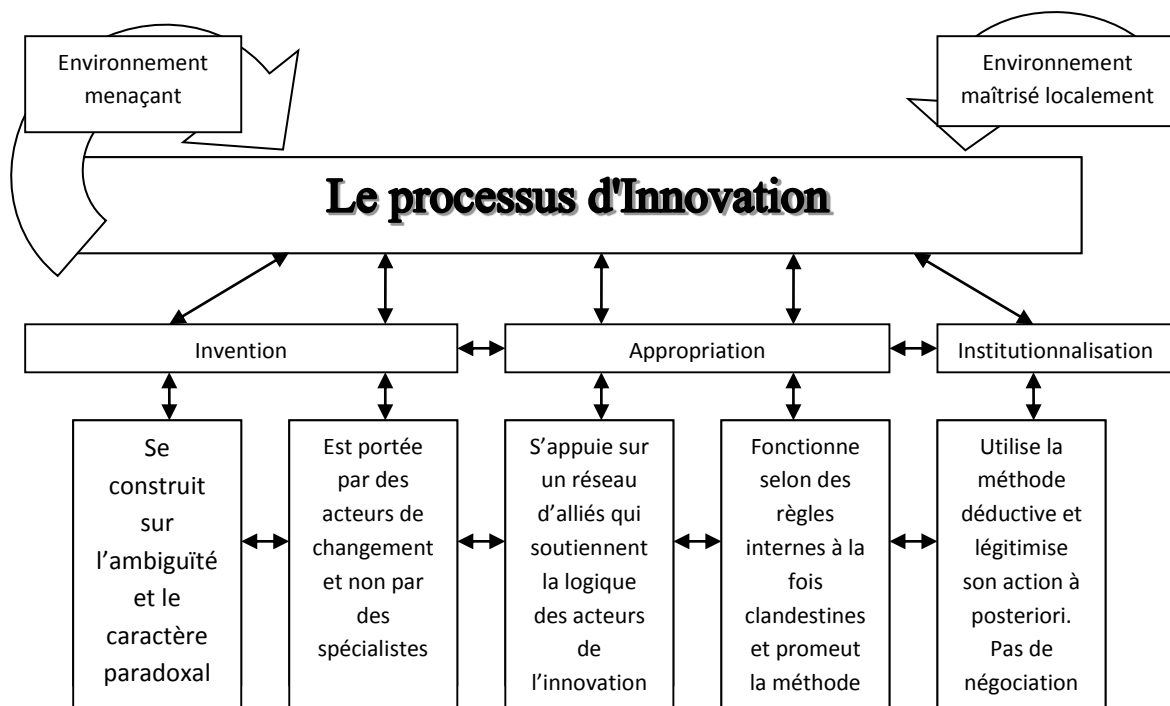 Environnement
menaçant
Environnement
maîtrisé localement
Le processus d'Innovation
Invention
Appropriation
Institutionnalisation
Se
construit
sur
l’ambiguïté
et le
caractère
paradoxal
Est portée
par des
acteurs de
changement
et non par
des
spécialistes
S’appuie sur
un réseau
d’alliés qui
soutiennent
la logique
des acteurs
de
l’innovation
Fonctionne
selon des
règles
internes à la
fois
clandestines
et promeut
la méthode
Utilise la
méthode
déductive et
légitimise
son action à
posteriori.
Pas de
négociation